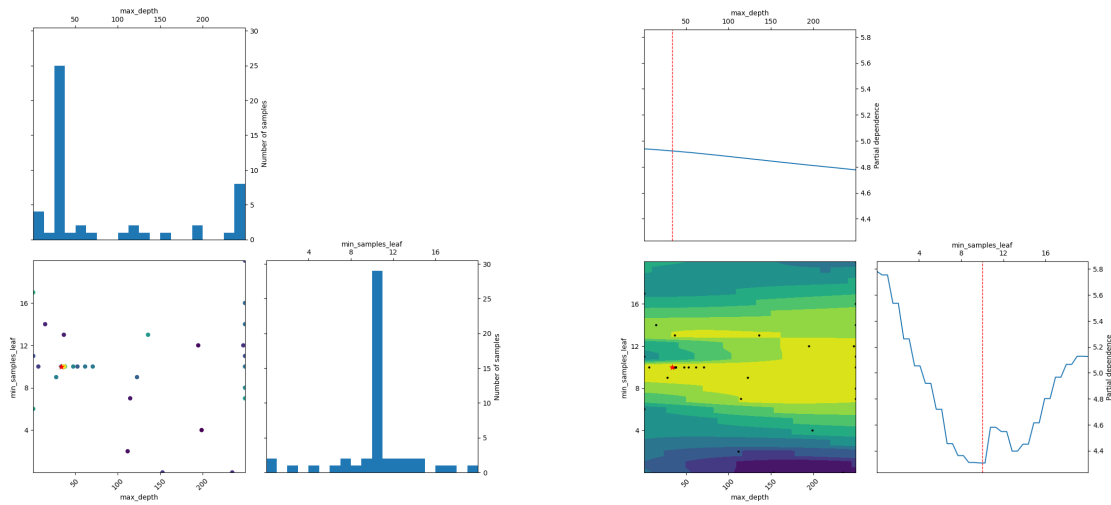 max_depth
50 100 150 200
30
25
20
15
10
5
0
Number of samples
max_depth
50 100 150 200
5.8
5.6
5.4
5.2
5.0
4.8
4.6
4.4
Partial dependence
min_samples_leaf
16
12
8
4
50 100 150 200
max_depth
min_samples_leaf
4 8 12 16
30
25
20
15
10
5
0
Number of samples
min_samples_leaf
16
12
8
4
50 100 150 200
max_depth
min_samples_leaf
4 8 12 16
5.8
5.6
5.4
5.2
5.0
4.8
4.6
4.4
Partial dependence